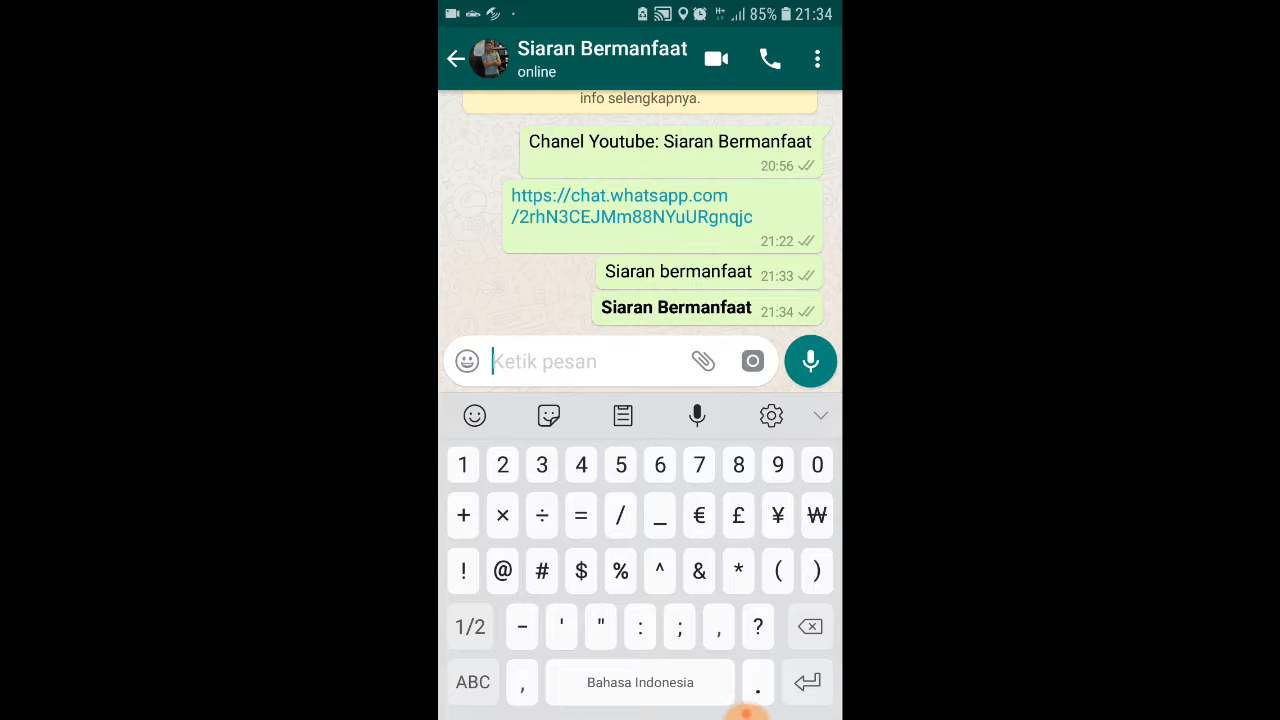 H+ 85% 21:34
Siaran Bermanfaat
online
info selengkapnya.
Chanel Youtube: Siaran Bermanfaat
20:56
https://chat.whatsapp.com
/2rhN3CEJMm88NYuURgnqjc
21:22
Siaran bermanfaat 21:33
Siaran Bermanfaat 21:34
Ketik pesan
1 2 3 4 5 6 7 8 9 0
+ × ÷ = / _ € £ ¥ ₩
! @ # $ % ^ & * ( )
1/2 - ' " : ; , ?
ABC , Bahasa Indonesia .